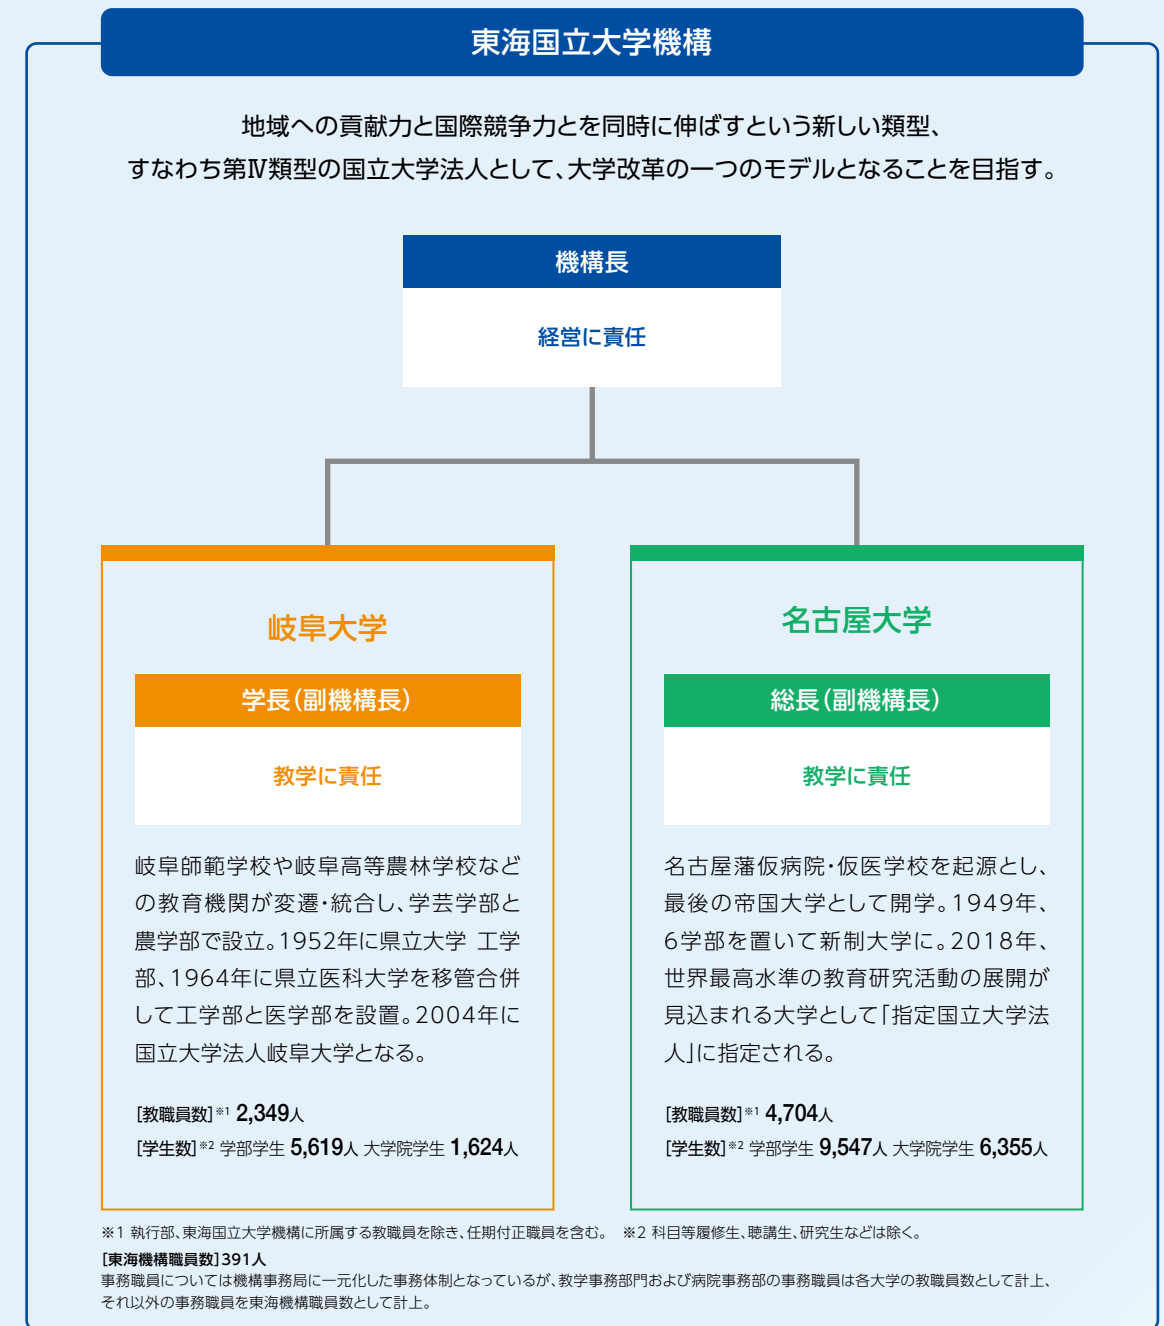 東海国立大学機構
地域への貢献力と国際競争力とを同時に伸ばすという新しい類型、
すなわち第Ⅳ類型の国立大学法人として、大学改革の一つのモデルとなることを目指す。
機構長
経営に責任
岐阜大学
学長（副機構長）
教学に責任
岐阜師範学校や岐阜高等農林学校など
の教育機関が変遷・統合し、学芸学部と
農学部で設立。1952年に県立大学 工学
部、1964年に県立医科大学を移管合併
して工学部と医学部を設置。2004年に
国立大学法人岐阜大学となる。
［教職員数］※1 2,349人
［学生数］※2 学部学生 5,619人 大学院学生 1,624人
名古屋大学
総長（副機構長）
教学に責任
名古屋藩仮病院・仮医学校を起源とし、
最後の帝国大学として開学。1949年、
6学部を置いて新制大学に。2018年、
世界最高水準の教育研究活動の展開が
見込まれる大学として「指定国立大学法
人」に指定される。
［教職員数］※1 4,704人
［学生数］※2 学部学生 9,547人 大学院学生 6,355人
※1 執行部、東海国立大学機構に所属する教職員を除き、任期付正職員を含む。 ※2 科目等履修生、聴講生、研究生などは除く。
［東海機構職員数］391人
事務職員については機構事務局に一元化した事務体制となっているが、教学事務部門および病院事務部の事務職員は各大学の教職員数として計上、
それ以外の事務職員を東海機構職員数として計上。